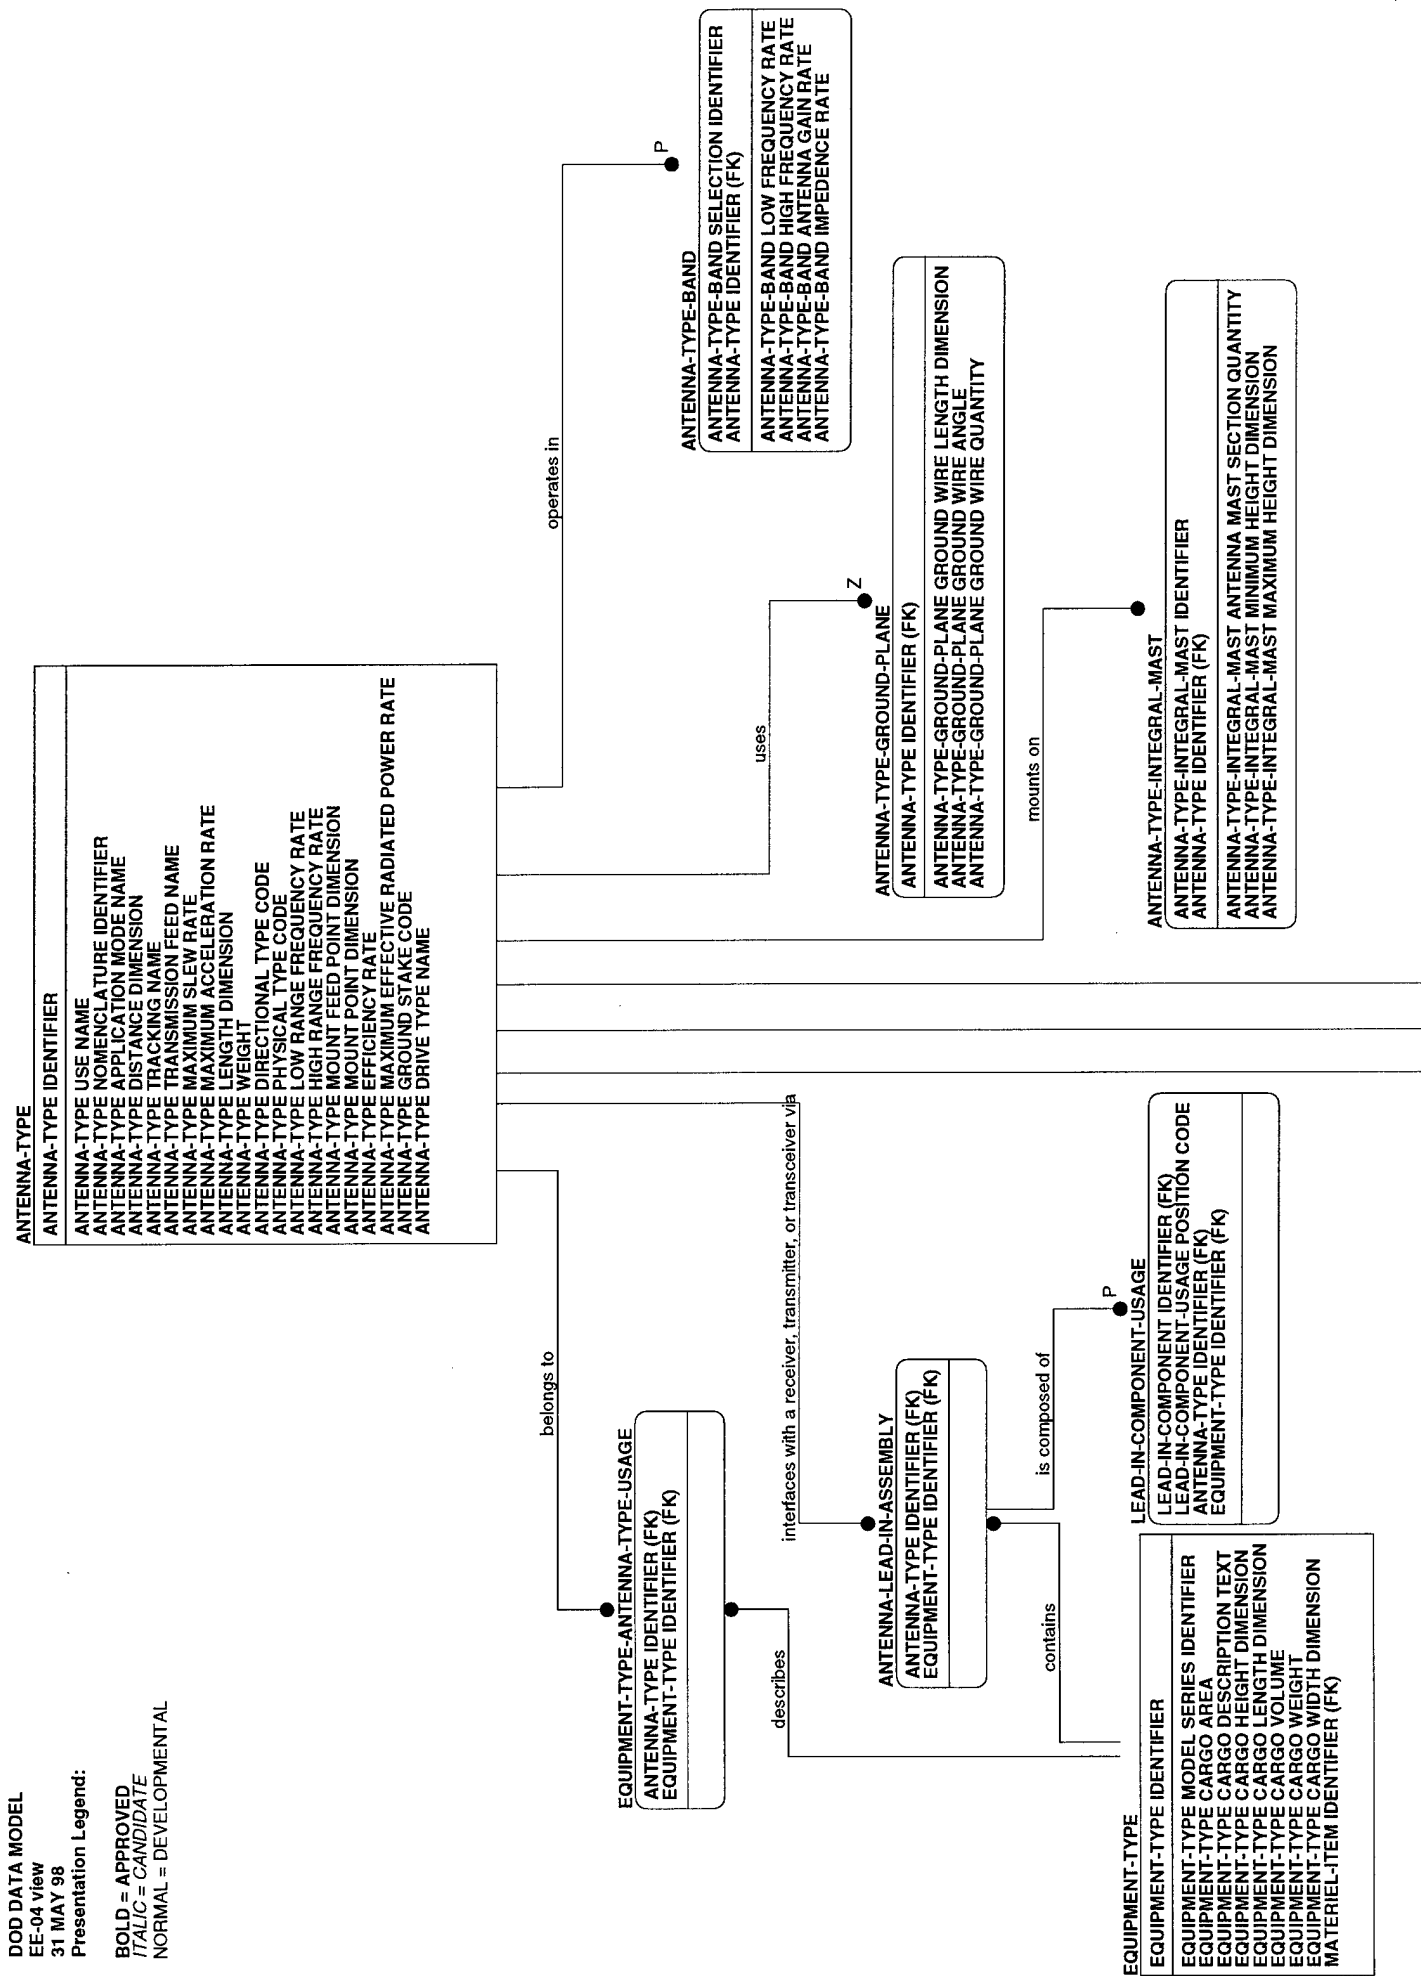 DOD DATA MODEL
EE-04 view
31 MAY 98
Presentation Legend:
BOLD = APPROVED
ITALIC = CANDIDATE
NORMAL = DEVELOPMENTAL
ANTENNA-TYPE
ANTENNA-TYPE IDENTIFIER
ANTENNA-TYPE USE NAME
ANTENNA-TYPE NOMENCLATURE IDENTIFIER
ANTENNA-TYPE APPLICATION MODE NAME
ANTENNA-TYPE DISTANCE DIMENSION
ANTENNA-TYPE TRACKING NAME
ANTENNA-TYPE TRANSMISSION FEED NAME
ANTENNA-TYPE MAXIMUM SLEW RATE
ANTENNA-TYPE MAXIMUM ACCELERATION RATE
ANTENNA-TYPE LENGTH DIMENSION
ANTENNA-TYPE WEIGHT
ANTENNA-TYPE DIRECTIONAL TYPE CODE
ANTENNA-TYPE PHYSICAL TYPE CODE
ANTENNA-TYPE LOW RANGE FREQUENCY RATE
ANTENNA-TYPE HIGH RANGE FREQUENCY RATE
ANTENNA-TYPE MOUNT FEED POINT DIMENSION
ANTENNA-TYPE MOUNT POINT DIMENSION
ANTENNA-TYPE EFFICIENCY RATE
ANTENNA-TYPE MAXIMUM EFFECTIVE RADIATED POWER RATE
ANTENNA-TYPE GROUND STAKE CODE
ANTENNA-TYPE DRIVE TYPE NAME
belongs to
operates in
EQUIPMENT-TYPE-ANTENNA-TYPE-USAGE
ANTENNA-TYPE IDENTIFIER (FK)
EQUIPMENT-TYPE IDENTIFIER (FK)
P
ANTENNA-TYPE-BAND
ANTENNA-TYPE-BAND SELECTION IDENTIFIER
ANTENNA-TYPE IDENTIFIER (FK)
ANTENNA-TYPE-BAND LOW FREQUENCY RATE
ANTENNA-TYPE-BAND HIGH FREQUENCY RATE
ANTENNA-TYPE-BAND ANTENNA GAIN RATE
ANTENNA-TYPE-BAND IMPEDENCE RATE
describes
interfaces with a receiver, transmitter, or transceiver via
uses
ANTENNA-LEAD-IN-ASSEMBLY
ANTENNA-TYPE IDENTIFIER (FK)
EQUIPMENT-TYPE IDENTIFIER (FK)
Z
ANTENNA-TYPE-GROUND-PLANE
ANTENNA-TYPE IDENTIFIER (FK)
ANTENNA-TYPE-GROUND-PLANE GROUND WIRE LENGTH DIMENSION
ANTENNA-TYPE-GROUND-PLANE GROUND WIRE ANGLE
ANTENNA-TYPE-GROUND-PLANE GROUND WIRE QUANTITY
contains
is composed of
mounts on
EQUIPMENT-TYPE
EQUIPMENT-TYPE IDENTIFIER
EQUIPMENT-TYPE MODEL SERIES IDENTIFIER
EQUIPMENT-TYPE CARGO AREA
EQUIPMENT-TYPE CARGO DESCRIPTION TEXT
EQUIPMENT-TYPE CARGO HEIGHT DIMENSION
EQUIPMENT-TYPE CARGO LENGTH DIMENSION
EQUIPMENT-TYPE CARGO VOLUME
EQUIPMENT-TYPE CARGO WEIGHT
EQUIPMENT-TYPE CARGO WIDTH DIMENSION
MATERIEL-ITEM IDENTIFIER (FK)
P
LEAD-IN-COMPONENT-USAGE
LEAD-IN-COMPONENT IDENTIFIER (FK)
LEAD-IN-COMPONENT-USAGE POSITION CODE
ANTENNA-TYPE IDENTIFIER (FK)
EQUIPMENT-TYPE IDENTIFIER (FK)
ANTENNA-TYPE-INTEGRAL-MAST
ANTENNA-TYPE-INTEGRAL-MAST IDENTIFIER
ANTENNA-TYPE IDENTIFIER (FK)
ANTENNA-TYPE-INTEGRAL-MAST ANTENNA MAST SECTION QUANTITY
ANTENNA-TYPE-INTEGRAL-MAST MINIMUM HEIGHT DIMENSION
ANTENNA-TYPE-INTEGRAL-MAST MAXIMUM HEIGHT DIMENSION